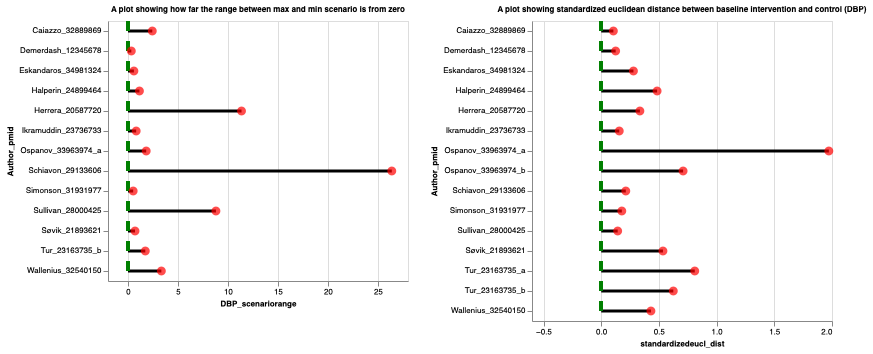 A plot showing how far the range between max and min scenario is from zero
Caiazzo_32889869
Demerdash_12345678
Eskandaros_34981324
Halperin_24899464
Herrera_20587720
Ikramuddin_23736733
Ospanov_33963974_a
Schiavon_29133606
Simonson_31931977
Sullivan_28000425
Søvik_21893621
Tur_23163735_b
Wallenius_32540150
Author_pmid
0 5 10 15 20 25
DBP_scenariorange
A plot showing standardized euclidean distance between baseline intervention and control (DBP)
Caiazzo_32889869
Demerdash_12345678
Eskandaros_34981324
Halperin_24899464
Herrera_20587720
Ikramuddin_23736733
Ospanov_33963974_a
Ospanov_33963974_b
Schiavon_29133606
Simonson_31931977
Sullivan_28000425
Søvik_21893621
Tur_23163735_a
Tur_23163735_b
Wallenius_32540150
Author_pmid
−0.5 0.0 0.5 1.0 1.5 2.0
standardizedeucl_dist